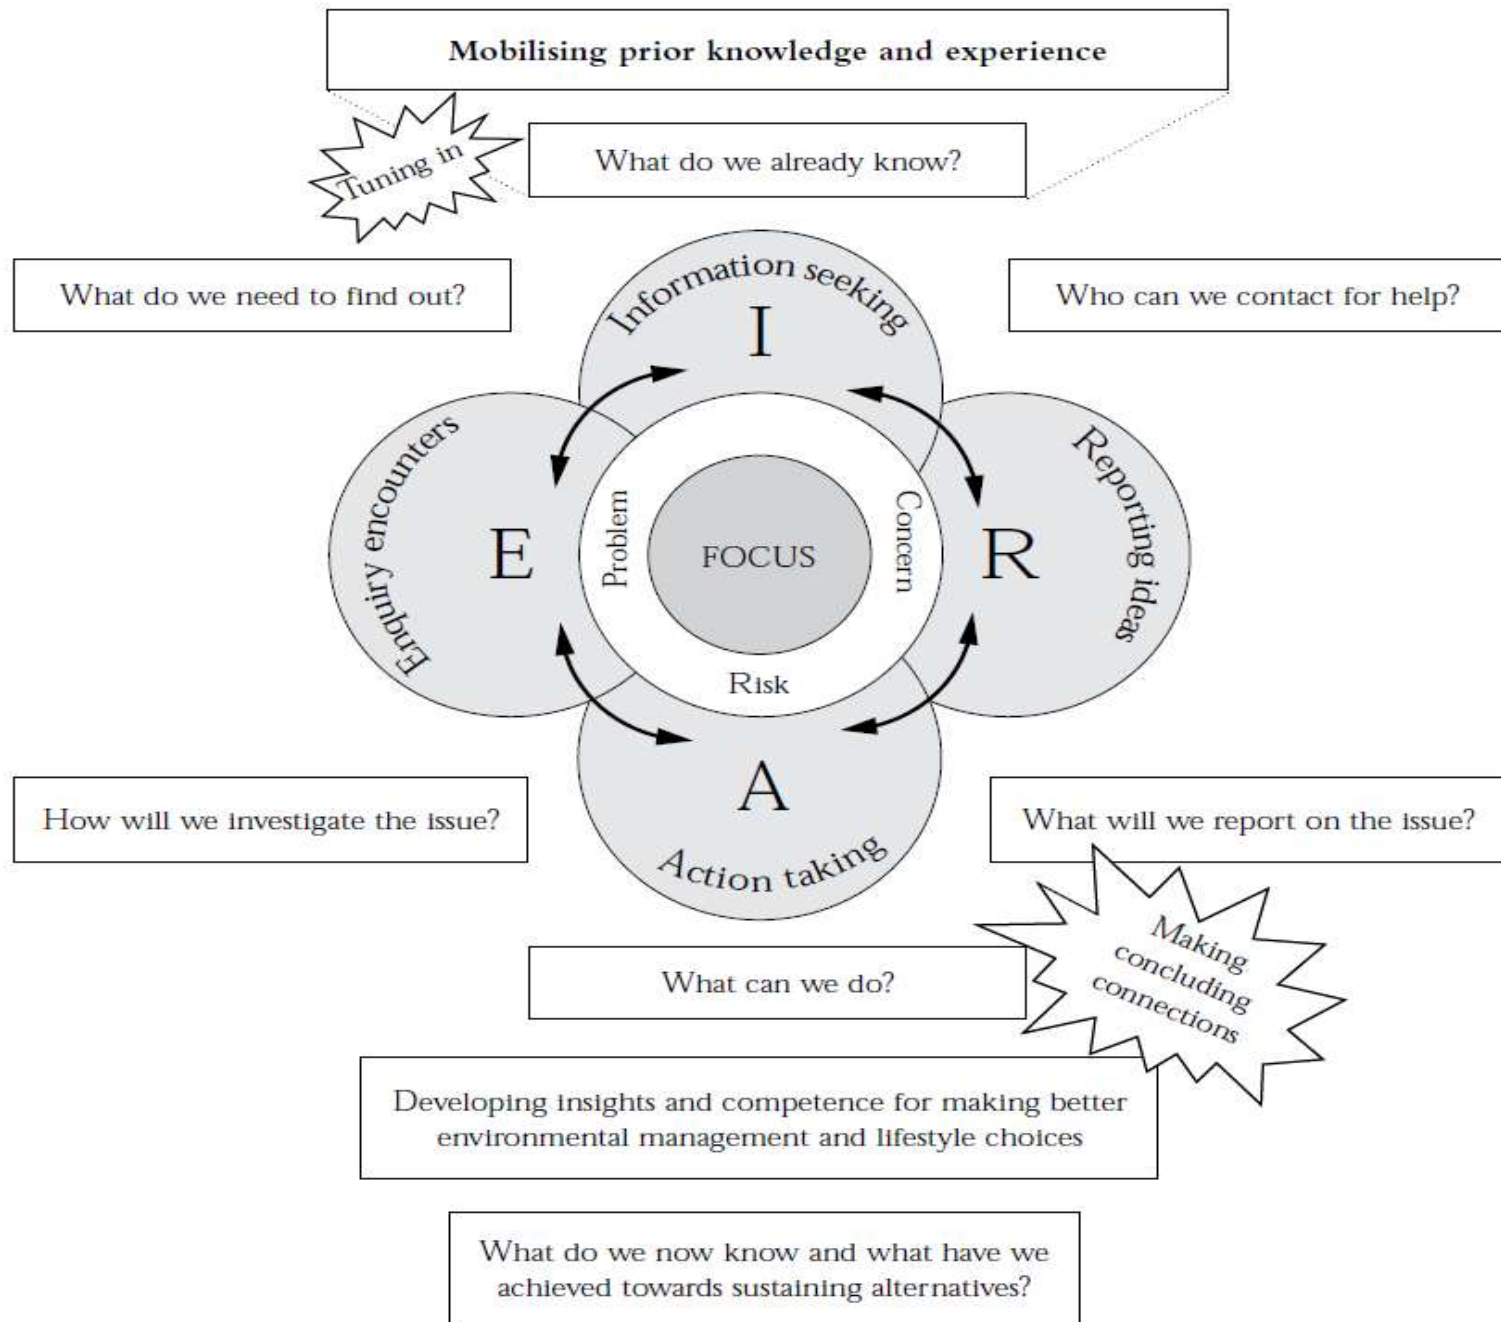 Mobilising prior knowledge and experience
Tuning in
What do we already know?
What do we need to find out?
Who can we contact for help?
Information seeking
I
Enquiry encounters
E
Problem
FOCUS
Concern
R
Reporting ideas
Risk
A
Action taking
How will we investigate the issue?
What will we report on the issue?
What can we do?
Making
concluding
connections
Developing insights and competence for making better
environmental management and lifestyle choices
What do we now know and what have we
achieved towards sustaining alternatives?